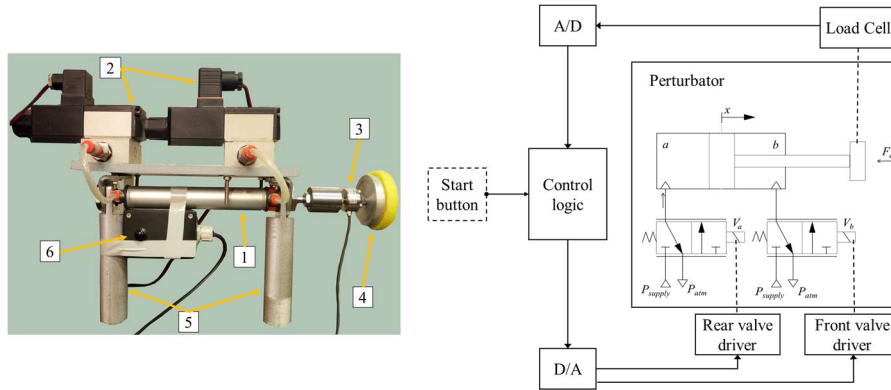 2
3
6
1
4
5
A/D
Load Cell
Perturbator
x
a
b
Start
button
Control
logic
V_a
V_b
P_supply
P_atm
P_supply
P_atm
Rear valve
driver
Front valve
driver
D/A